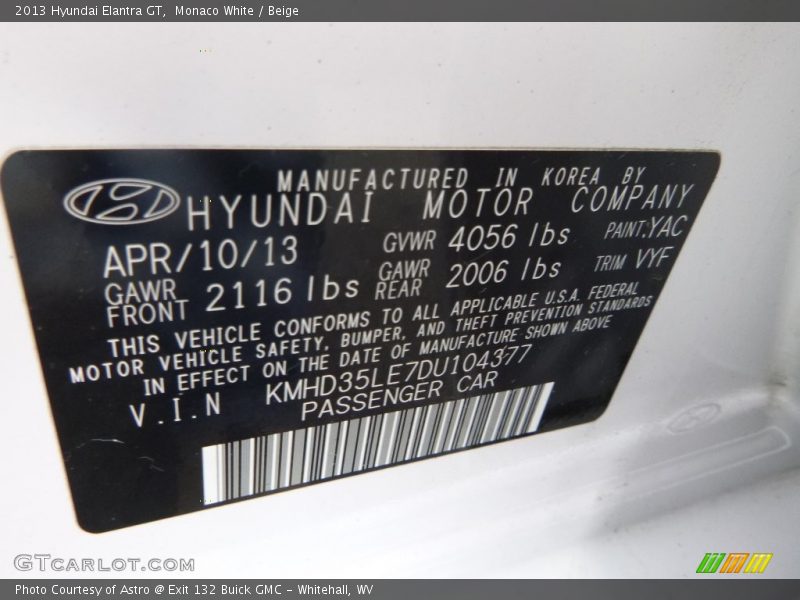 2013 Hyundai Elantra GT, Monaco White / Beige
MANUFACTURED IN KOREA BY
HYUNDAI MOTOR COMPANY
APR/10/13 GVWR 4056 lbs PAINT:YAC
GAWR FRONT 2116 lbs GAWR REAR 2006 lbs TRIM VYF
THIS VEHICLE CONFORMS TO ALL APPLICABLE U.S.A. FEDERAL
MOTOR VEHICLE SAFETY, BUMPER, AND THEFT PREVENTION STANDARDS
IN EFFECT ON THE DATE OF MANUFACTURE SHOWN ABOVE
V.I.N KMHD35LE7DU104377
PASSENGER CAR
GTCARLOT.COM
Photo Courtesy of Astro @ Exit 132 Buick GMC - Whitehall, WV